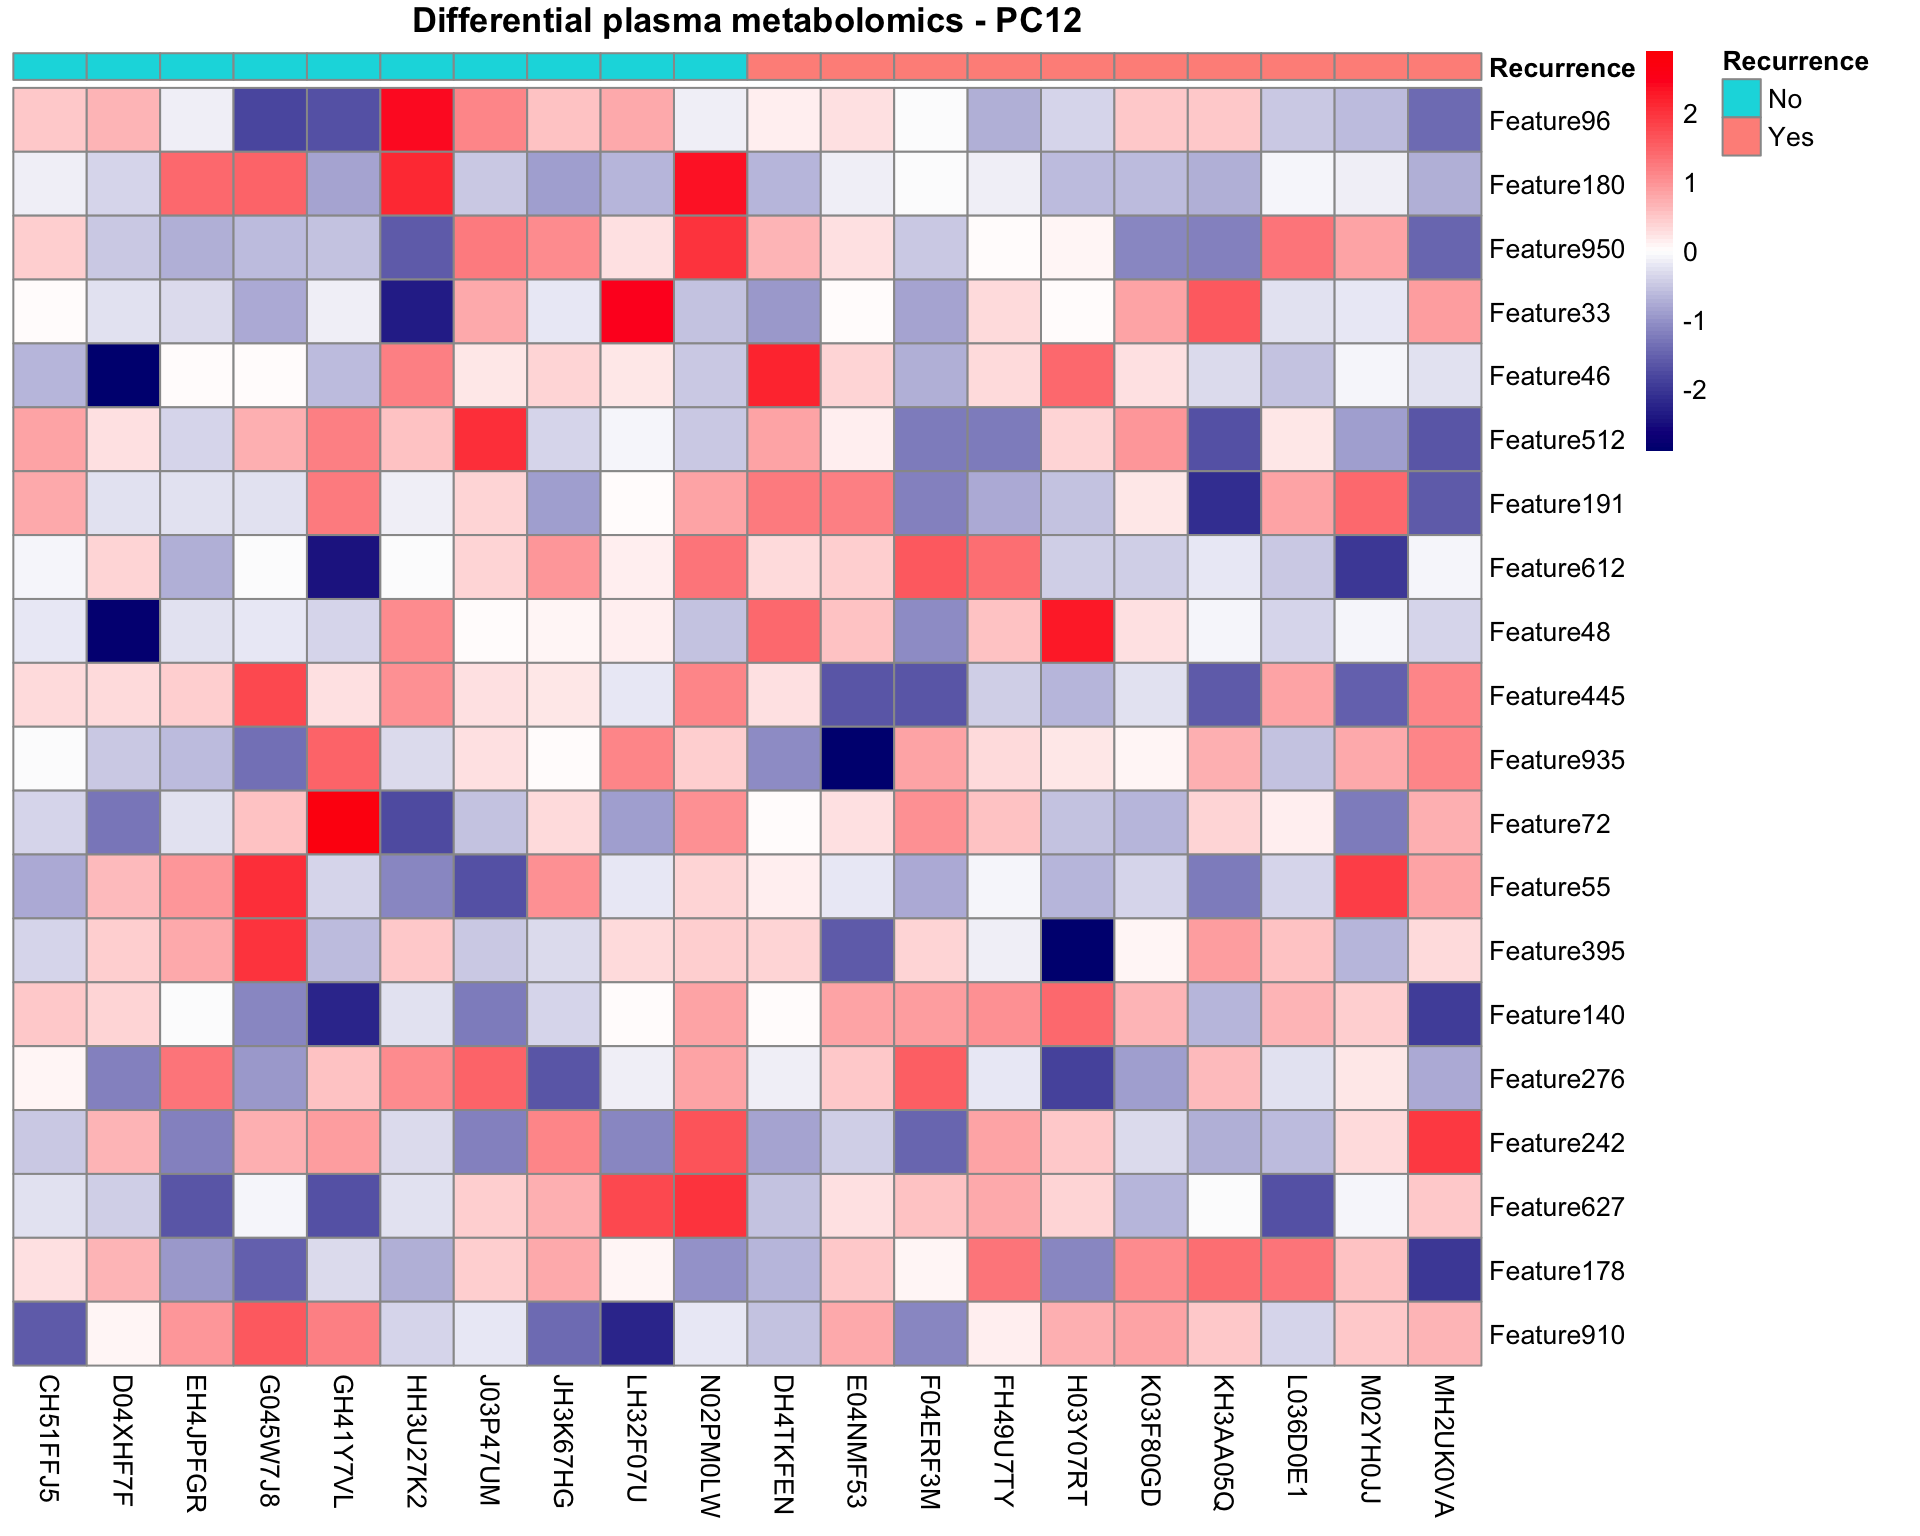 Differential plasma metabolomics - PC12
Recurrence
Feature96
Feature180
Feature950
Feature33
Feature46
Feature512
Feature191
Feature612
Feature48
Feature445
Feature935
Feature72
Feature55
Feature395
Feature140
Feature276
Feature242
Feature627
Feature178
Feature910
2
1
0
-1
-2
Recurrence
No
Yes
CH51FFJ5
D04XHF7F
EH4JPFGR
G045W7J8
GH41Y7VL
HH3U27K2
J03P47UM
JH3K67HG
LH32F07U
N02PM0LW
DH4TKFEN
E04NMF53
F04ERF3M
FH49U7TY
H03Y07RT
K03F80GD
KH3AA05Q
L036D0E1
M02YH0JJ
MH2UK0VA